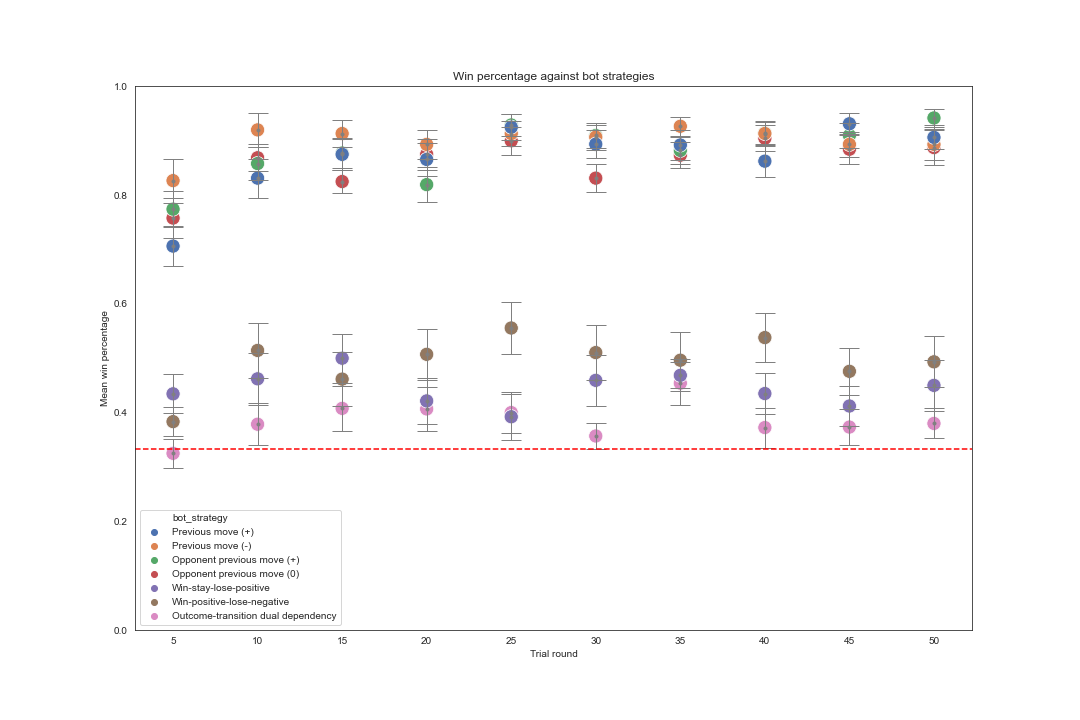 Win percentage against bot strategies
1.0
0.8
0.6
0.4
0.2
0.0
Mean win percentage
bot_strategy
Previous move (+)
Previous move (-)
Opponent previous move (+)
Opponent previous move (0)
Win-stay-lose-positive
Win-positive-lose-negative
Outcome-transition dual dependency
5 10 15 20 25 30 35 40 45 50
Trial round